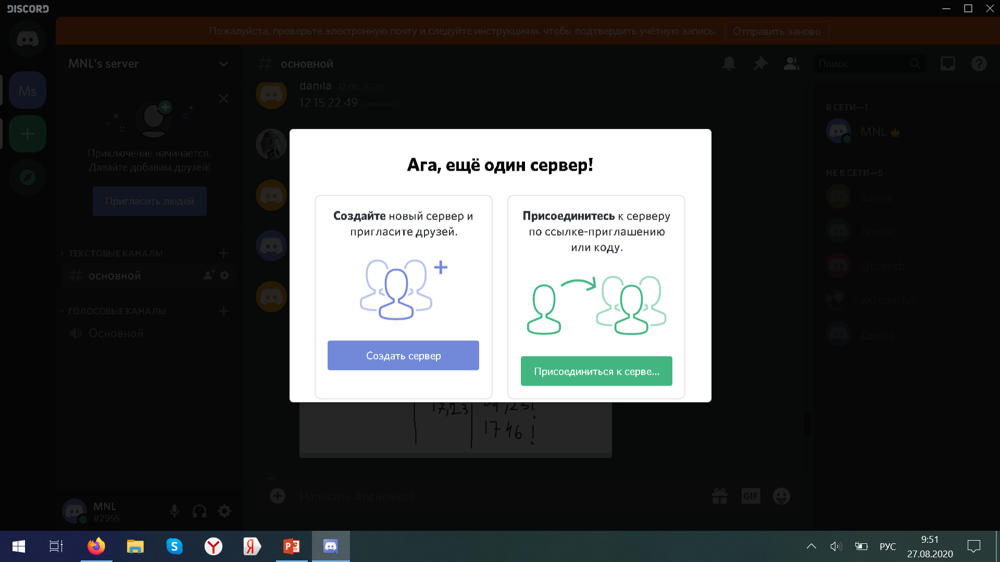 DISCORD
Пожалуйста, проверьте электронную почту и следуйте инструкциям, чтобы подтвердить учётную запись.
Отправить заново
MNL's server
основной
Поиск
Ms
danila 12.06.2020
12 15 22 49 (изменено)
Приключение начинается.
Давайте добавим друзей!
Пригласить людей
ТЕКСТОВЫЕ КАНАЛЫ
основной
ГОЛОСОВЫЕ КАНАЛЫ
Основной
Ага, ещё один сервер!
Создайте новый сервер и
пригласите друзей.
Создать сервер
Присоединитесь к серверу
по ссылке-приглашению
или коду.
Присоединиться к серве...
17,23
1746!
Написать #основной
GIF
В СЕТИ—1
MNL
НЕ В СЕТИ—5
danila
Jennie_
Qutessh
w0nderful
Денис
MNL
#2955
РУС
9:51
27.08.2020